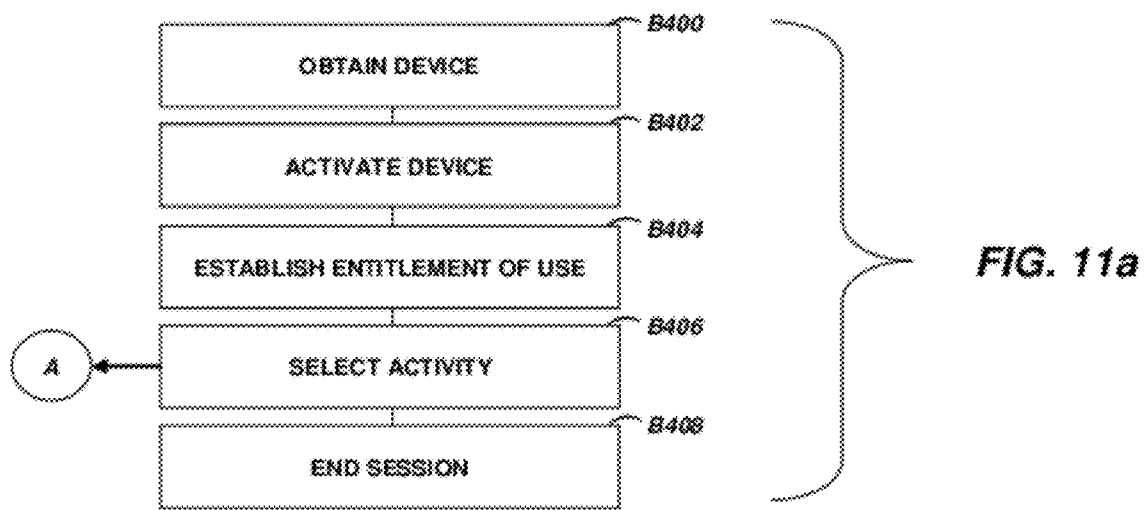 B400
OBTAIN DEVICE
B402
ACTIVATE DEVICE
B404
ESTABLISH ENTITLEMENT OF USE
FIG. 11a
B406
A
SELECT ACTIVITY
B408
END SESSION